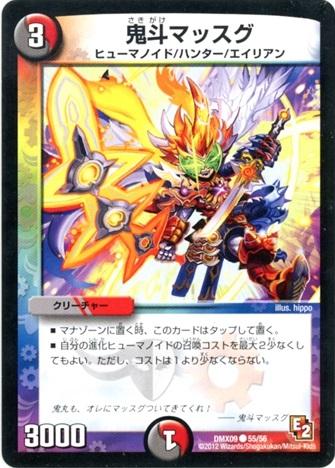 3
さきがけ
鬼斗マッスグ
ヒューマノイド/ハンター/エイリアン
illus. hippo
クリーチャー
■ マナゾーンに置く時、このカードはタップして置く。
■ 自分の進化ヒューマノイドの召喚コストを最大2少なくし
てもよい。ただし、コストは1より少なくならない。
鬼丸も、オレにマッスグついてきてくれ!
── 鬼斗マッスグ
3000
1
DMX09 55/56
E2
©2012 Wizards/Shogakukan/Mitsui-Kids